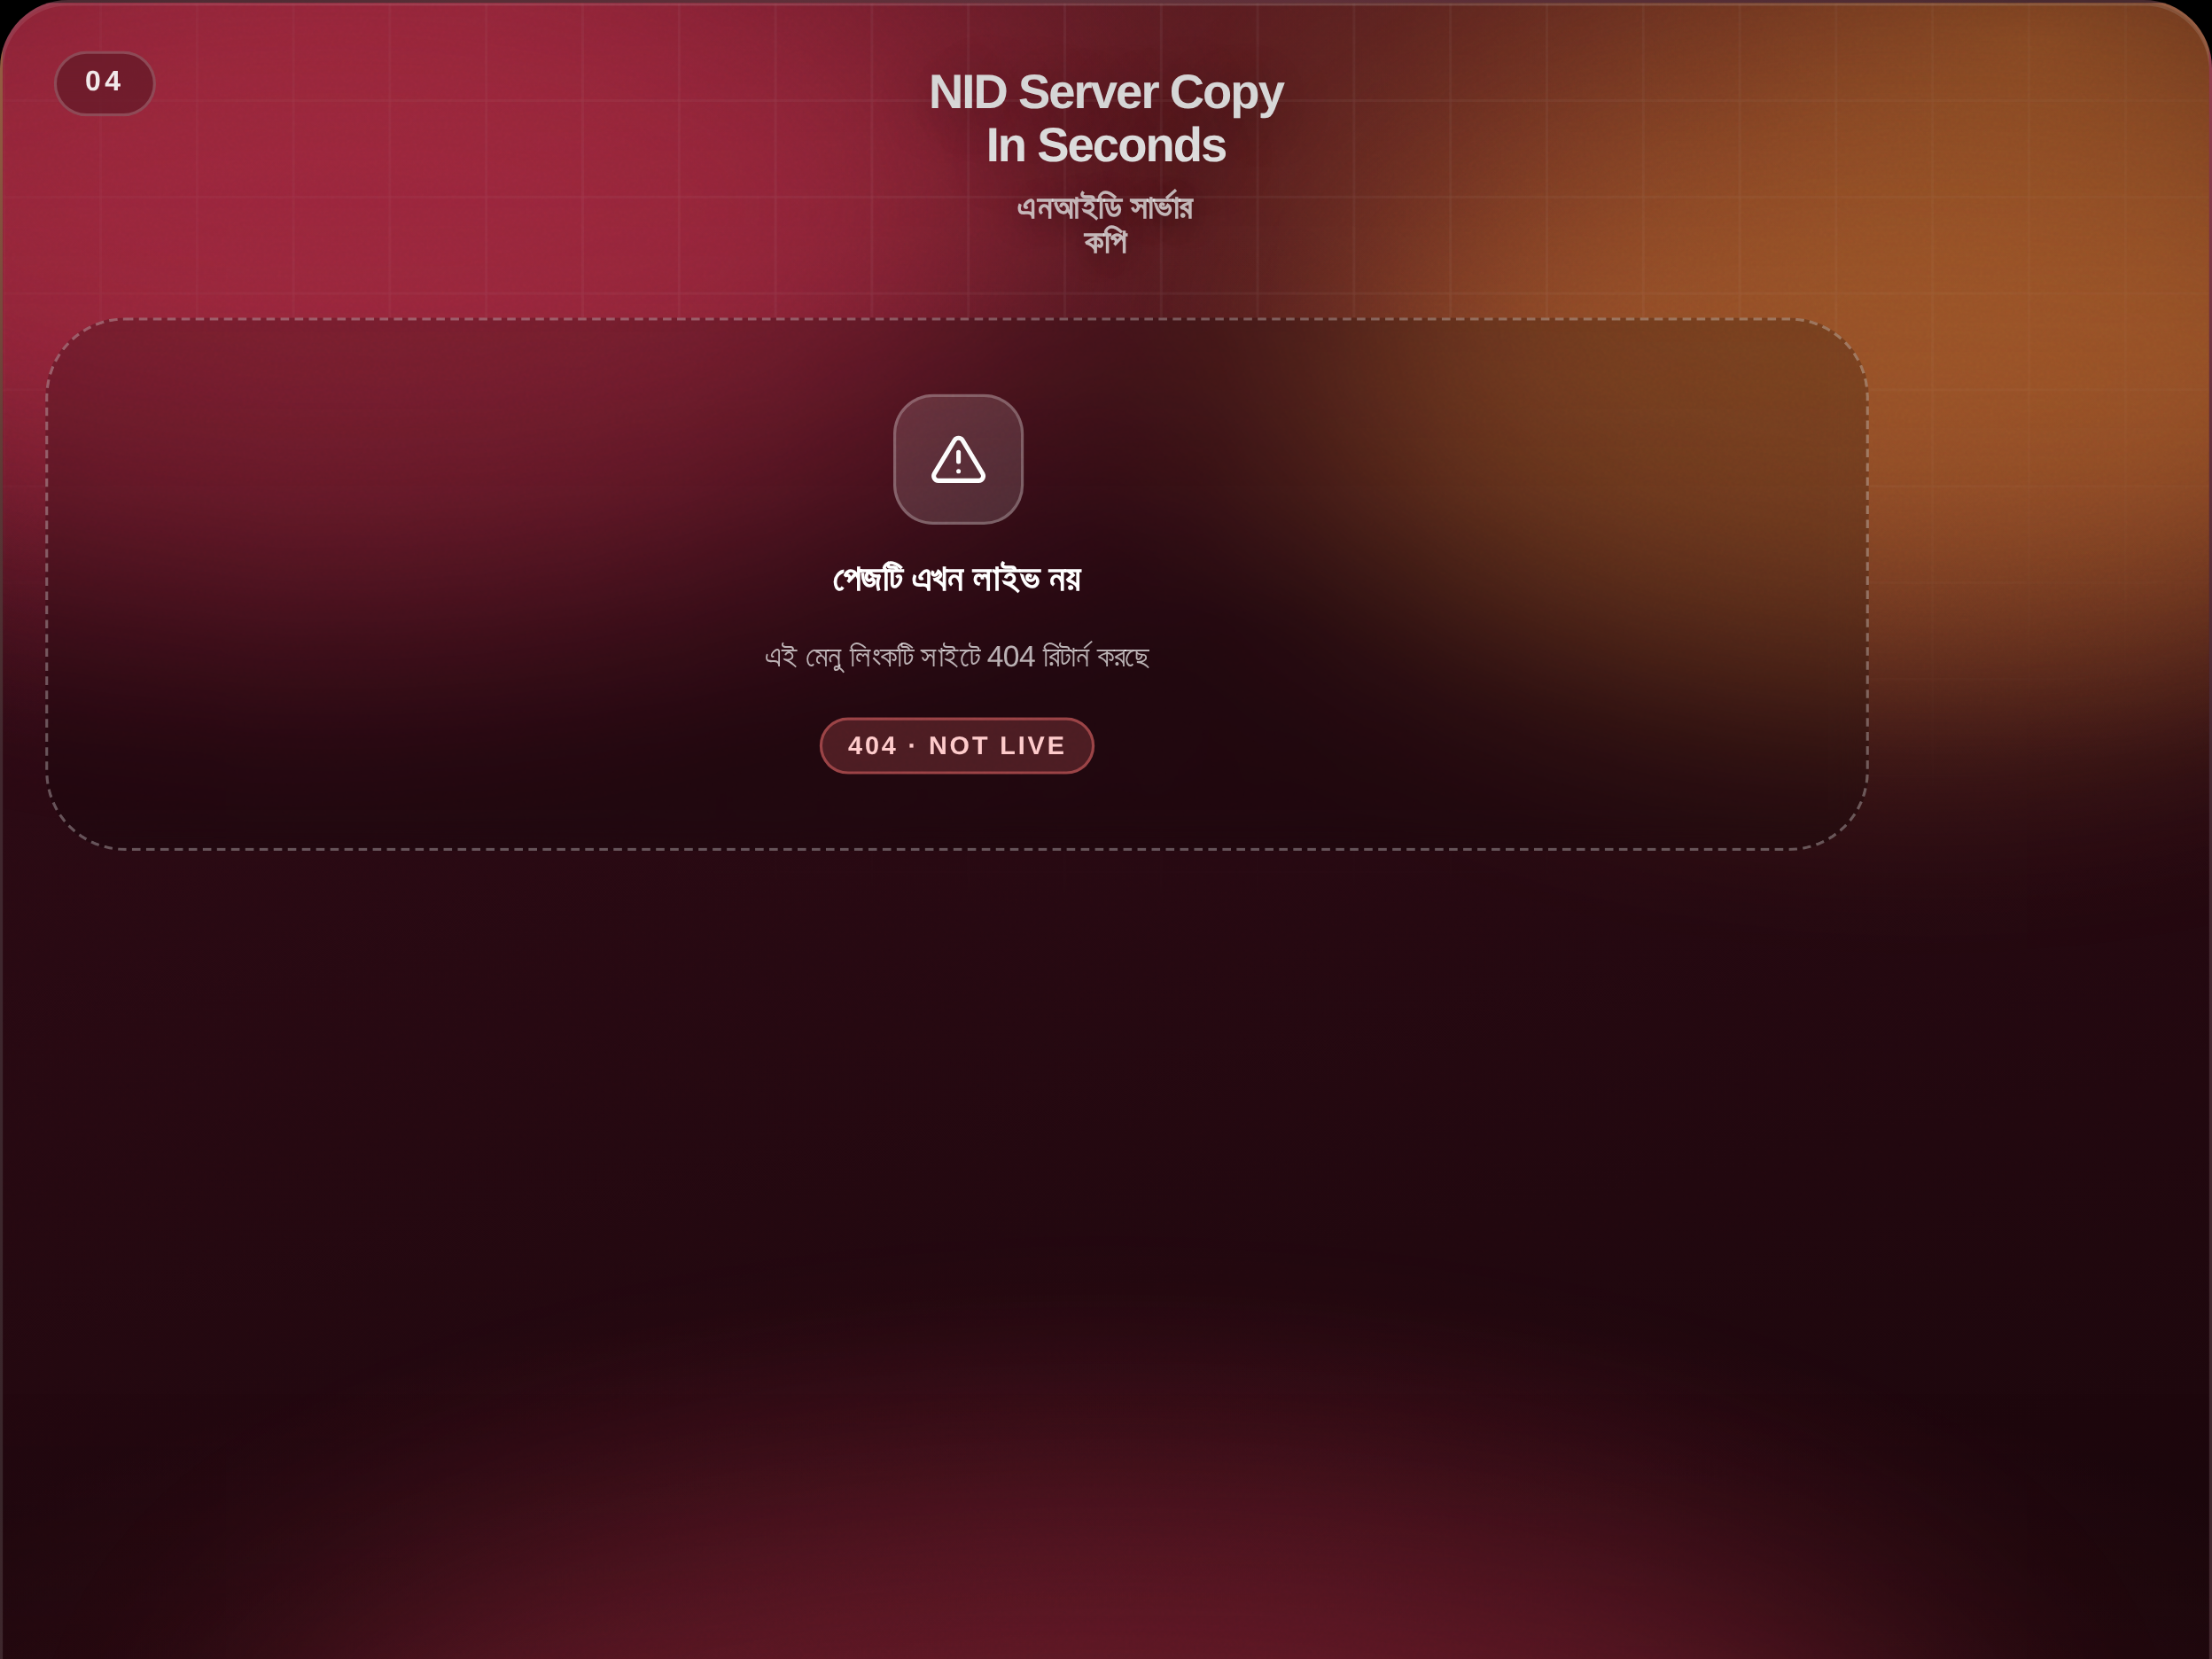 04
NID Server Copy
In Seconds
এনআইডি সার্ভার
কপি
পেজটি এখন লাইভ নয়
এই মেনু লিংকটি সাইটে 404 রিটার্ন করছে
404 · NOT LIVE